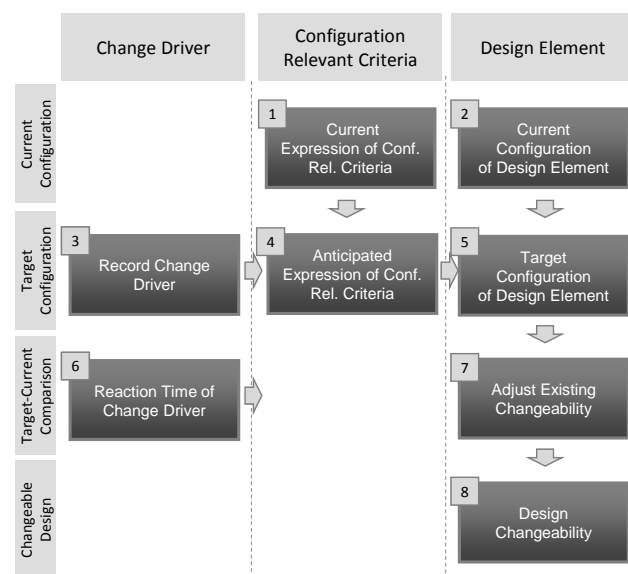 Change Driver
Configuration
Relevant Criteria
Design Element
Current
Configuration
1
Current
Expression of Conf.
Rel. Criteria
2
Current
Configuration
of Design Element
Target
Configuration
3
Record Change
Driver
4
Anticipated
Expression of Conf.
Rel. Criteria
5
Target
Configuration
of Design Element
Target-Current
Comparison
6
Reaction Time of
Change Driver
7
Adjust Existing
Changeability
Changeable
Design
8
Design
Changeability